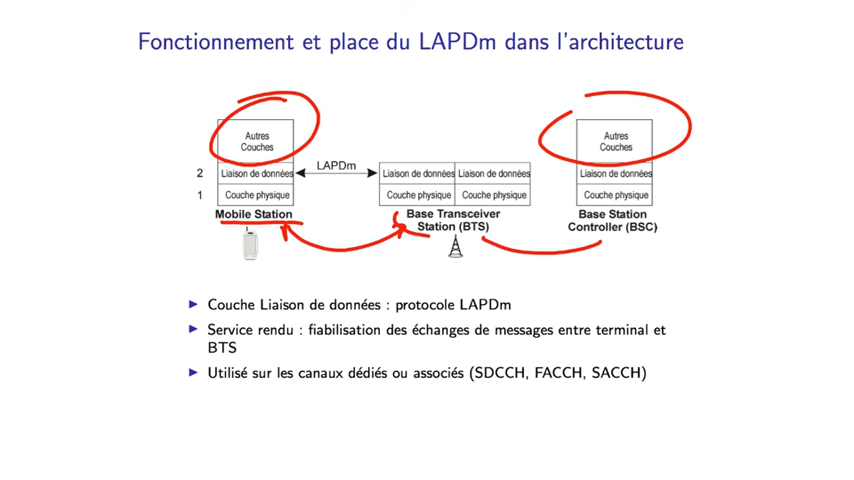 Fonctionnement et place du LAPDm dans l'architecture
Autres
Couches
Autres
Couches
LAPDm
2
Liaison de données
Liaison de données
Liaison de données
Liaison de données
1
Couche physique
Couche physique
Couche physique
Couche physique
Mobile Station
Base Transceiver
Station (BTS)
Base Station
Controller (BSC)
Couche Liaison de données : protocole LAPDm
Service rendu : fiabilisation des échanges de messages entre terminal et
BTS
Utilisé sur les canaux dédiés ou associés (SDCCH, FACCH, SACCH)